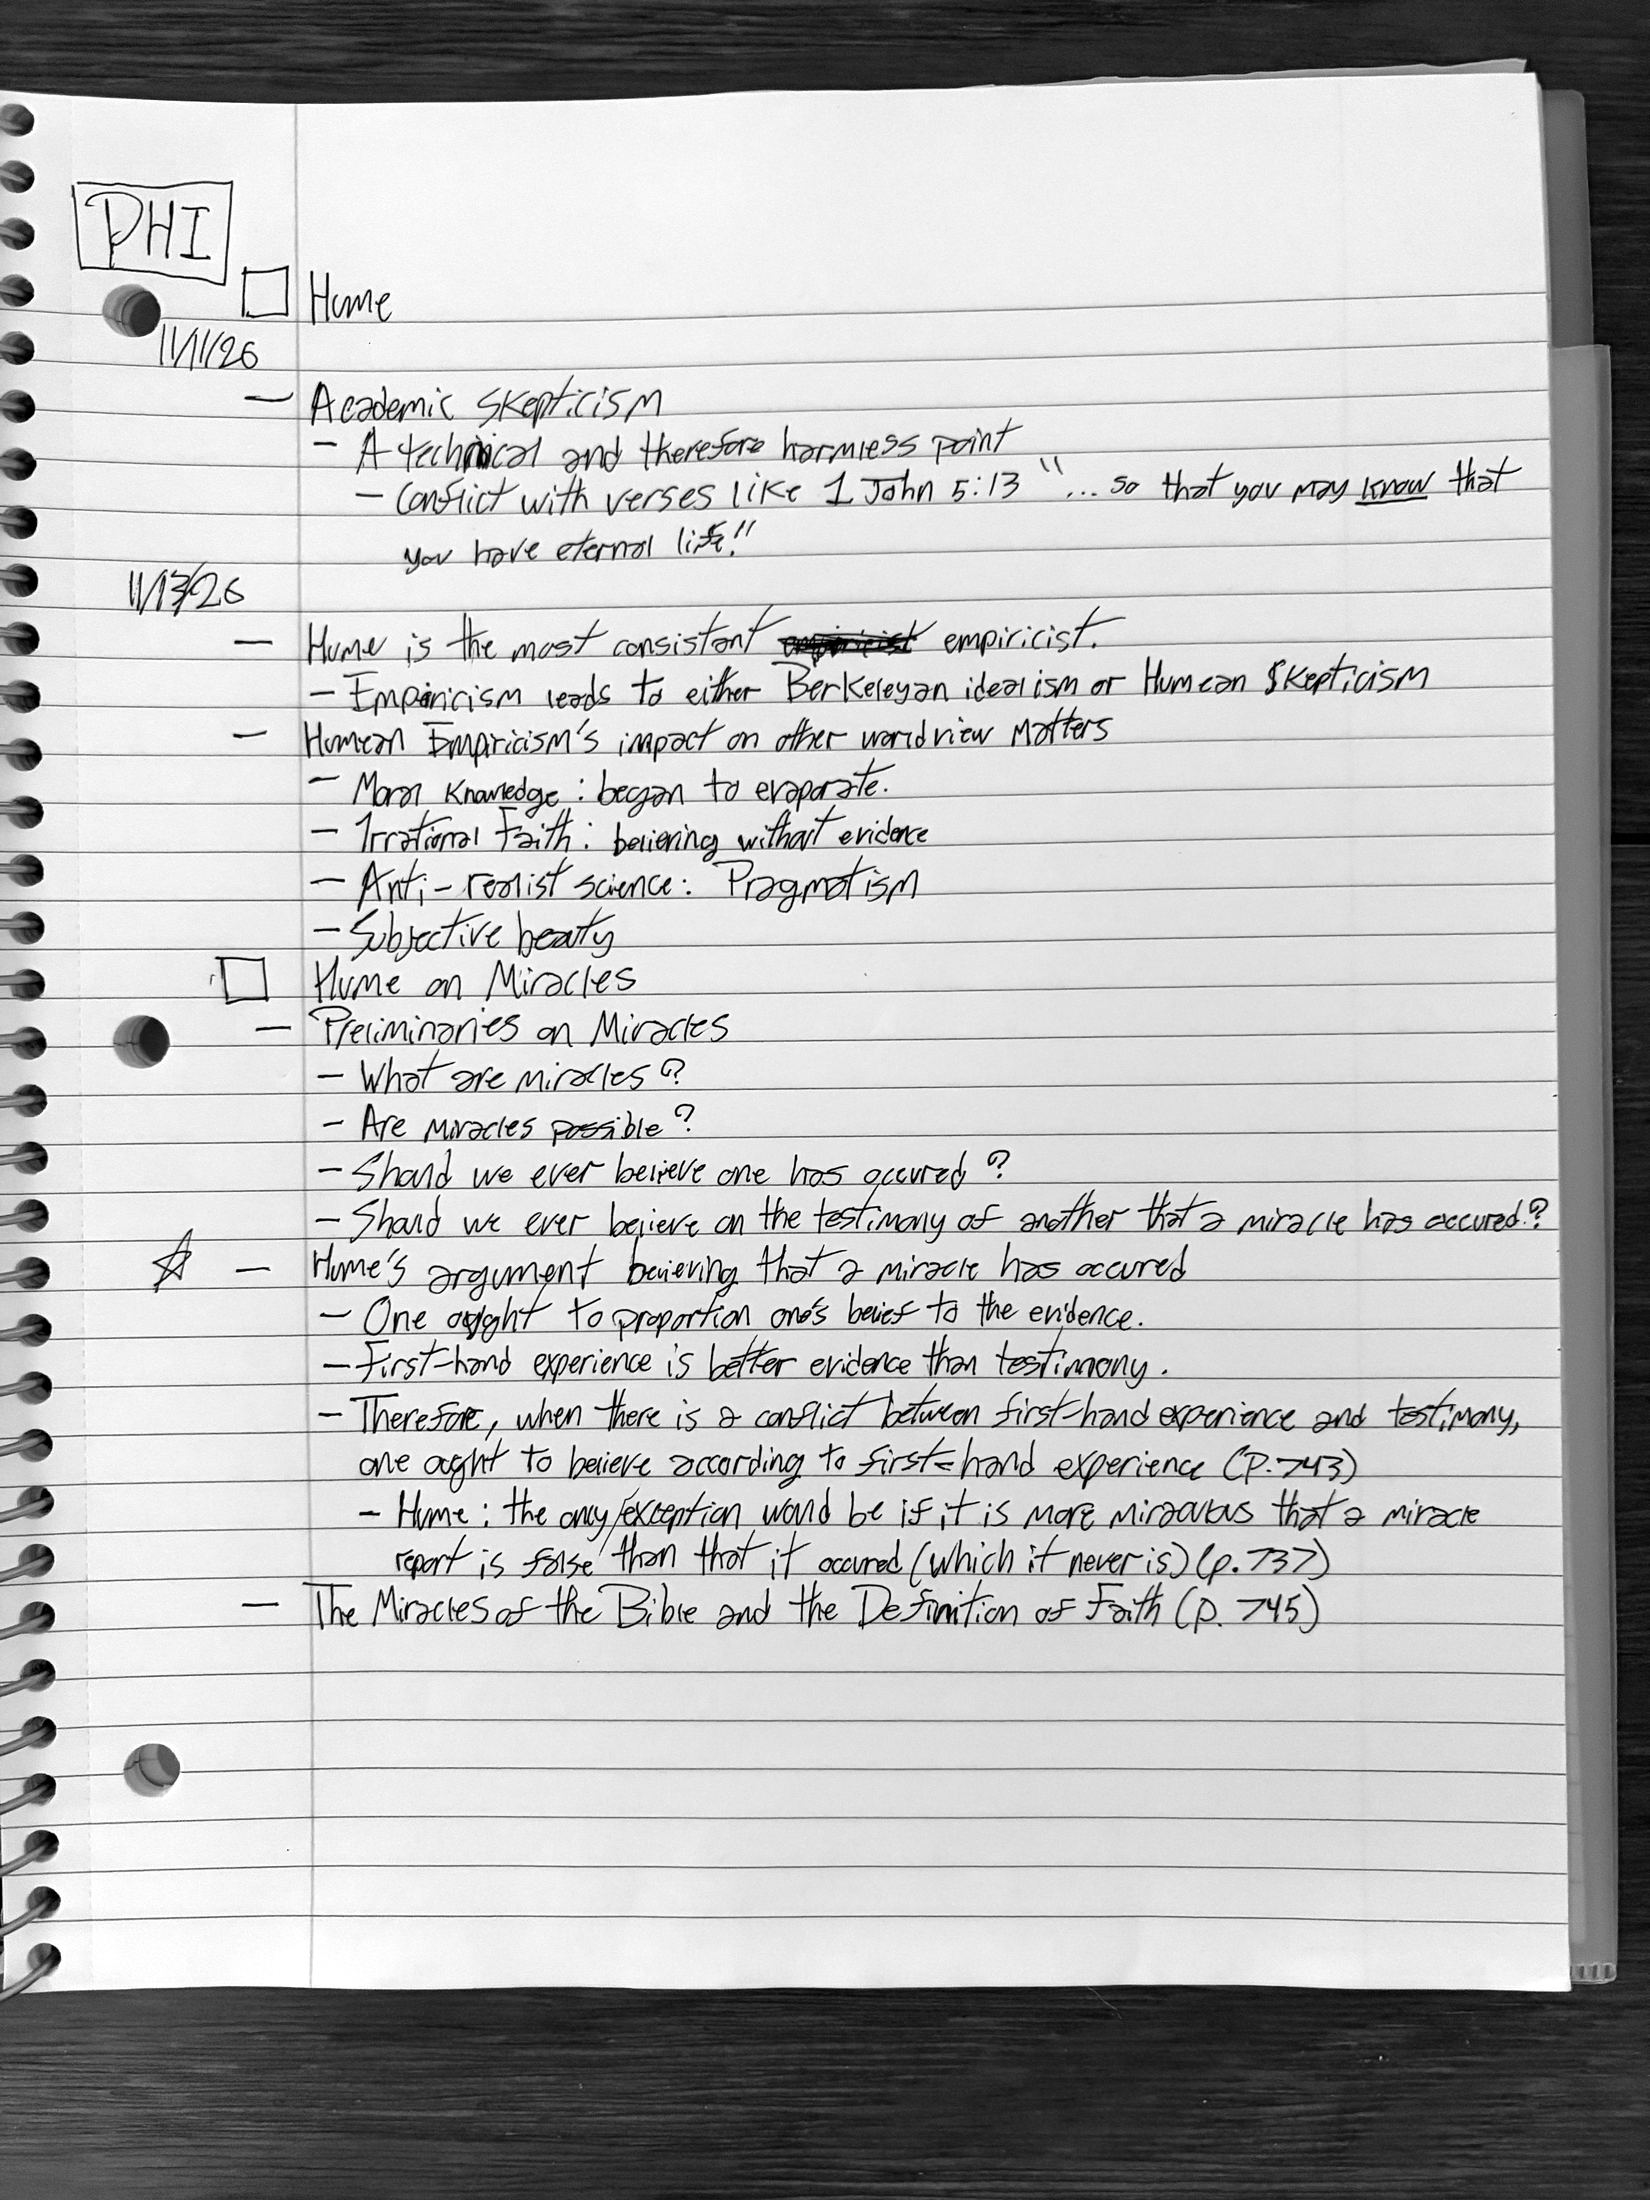 PHI
Hume
11/11/26
- Academic Skepticism
- A technical and therefore harmless point
- Conflict with verses like 1 John 5:13 "... so that you may know that
you have eternal life."
11/13/26
- Hume is the most consistant empiricist empiricist.
- Empiricism leads to either Berkeleyan idealism or Humean Skepticism
- Humean Empiricism's impact on other worldview matters
- Moral Knowledge: began to evaporate.
- Irrational Faith: believing without evidence
- Anti-realist science: Pragmatism
- Subjective beauty
Hume on Miracles
- Preliminaries on Miracles
- What are miracles?
- Are miracles possible?
- Should we ever believe one has occured?
- Should we ever believe on the testimony of another that a miracle has occured?
- Hume's argument believing that a miracle has occured
- One ought to proportion one's belief to the evidence.
- First-hand experience is better evidence than testimony.
- Therefore, when there is a conflict between first-hand experience and testimony,
one ought to believe according to first-hand experience (P.743)
- Hume: the only exception would be if it is more miraculous that a miracle
report is false than that it occured (which it never is) (p.737)
- The Miracles of the Bible and the Definition of Faith (p. 745)